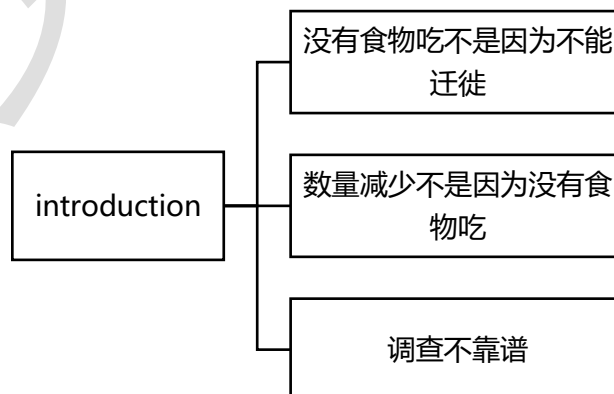 没有食物吃不是因为不能
迁徙
introduction
数量减少不是因为没有食
物吃
调查不靠谱